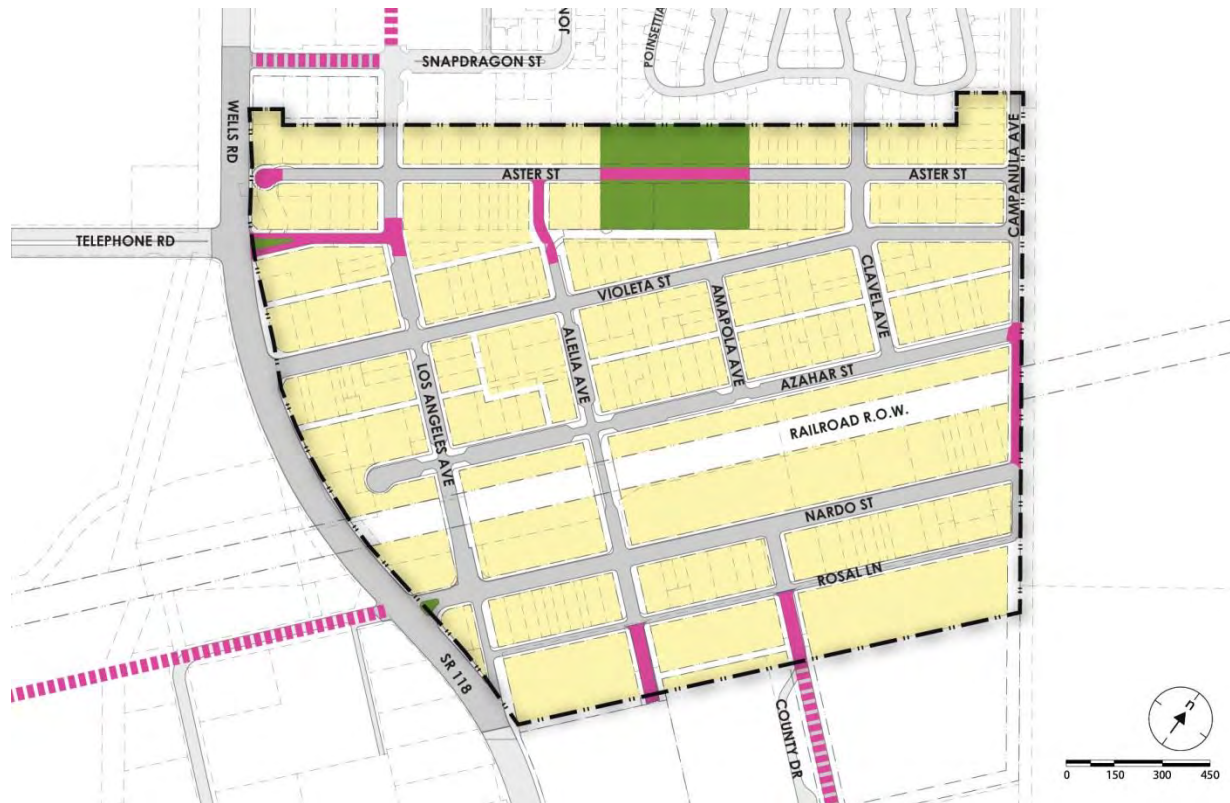 JON
POINSETTIA
SNAPDRAGON ST
WELLS RD
CAMPANULA AVE
ASTER ST
ASTER ST
TELEPHONE RD
VIOLETA ST
CLAVEL AVE
AMAPOLA AVE
ALELIA AVE
LOS ANGELES AVE
AZAHAR ST
RAILROAD R.O.W.
NARDO ST
ROSAL LN
SR 118
COUNTY DR
n
0 150 300 450